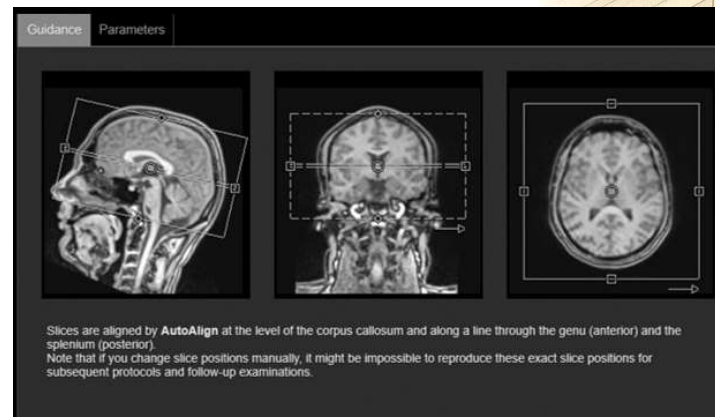 Guidance Parameters
Slices are aligned by AutoAlign at the level of the corpus callosum and along a line through the genu (anterior) and the
splenium (posterior).
Note that if you change slice positions manually, it might be impossible to reproduce these exact slice positions for
subsequent protocols and follow-up examinations.